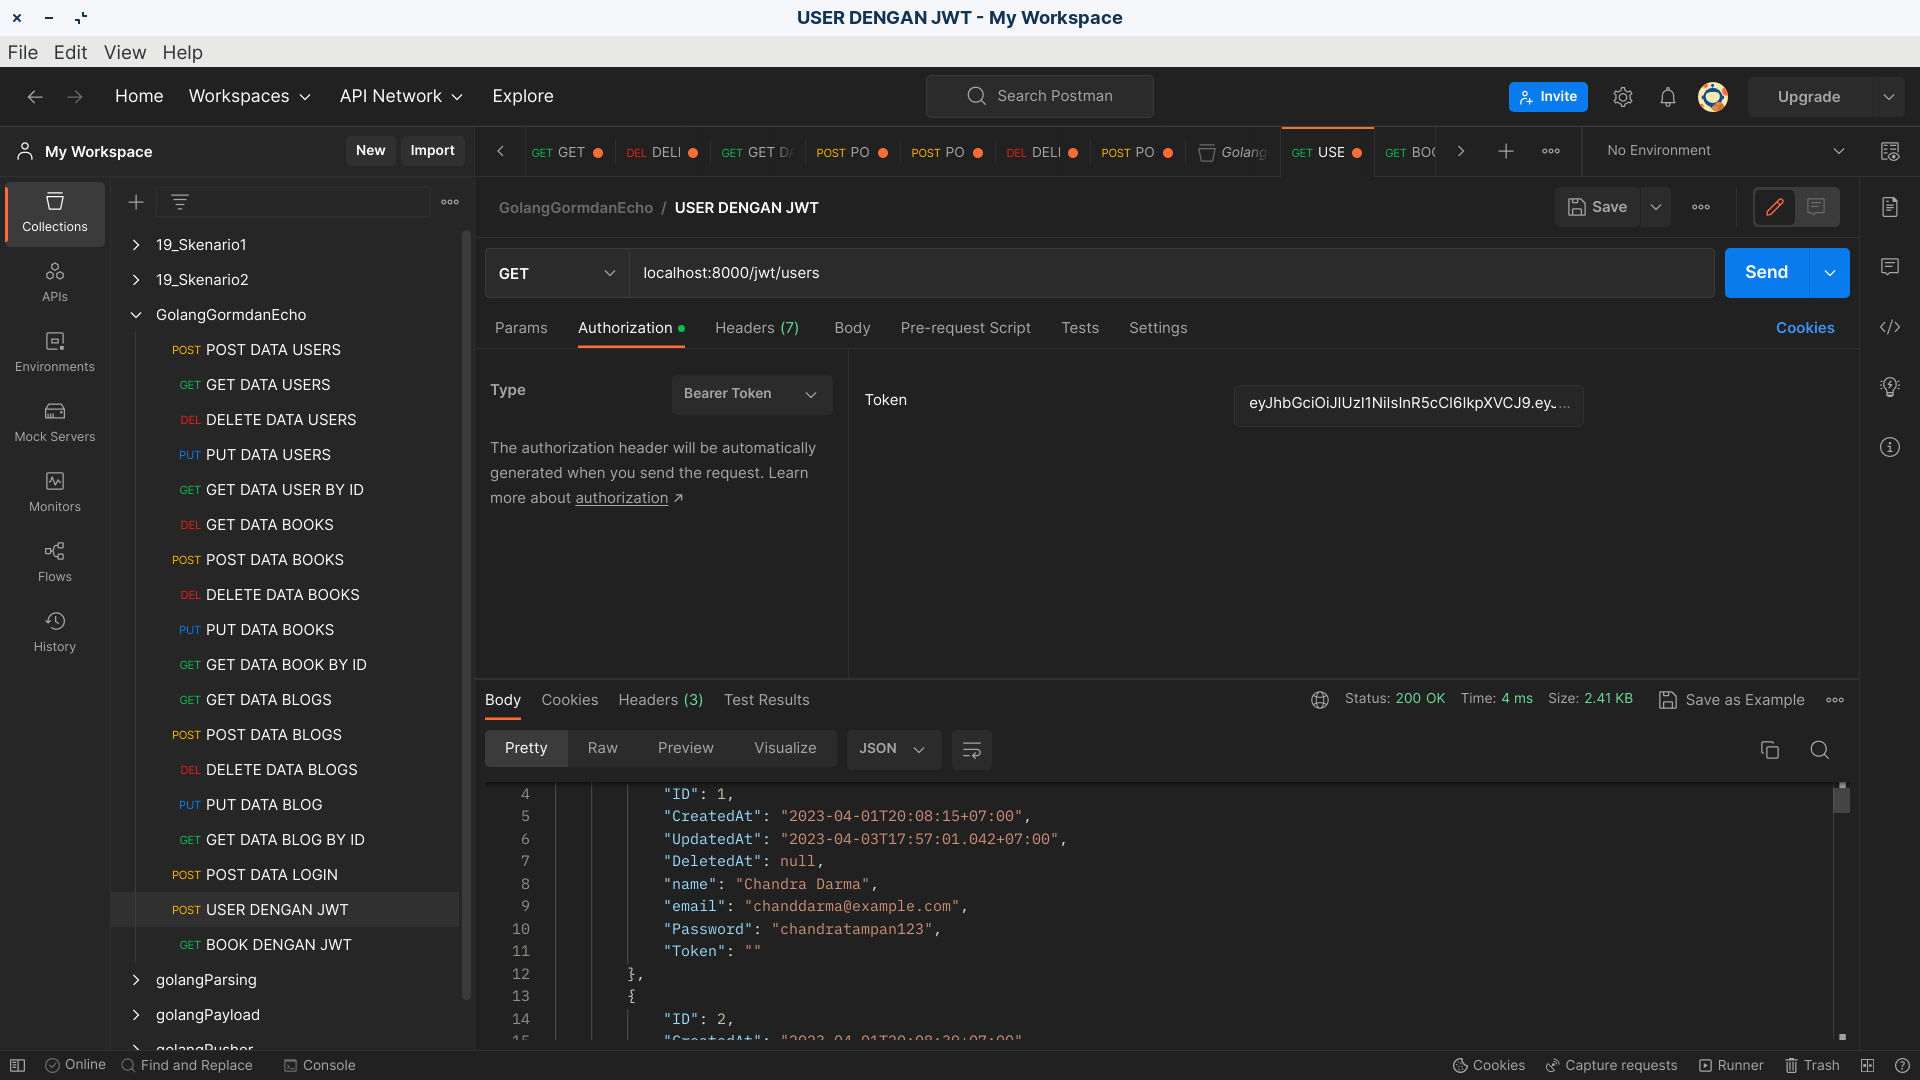 USER DENGAN JWT - My Workspace
File Edit View Help
Home Workspaces API Network Explore
Search Postman
Invite
Upgrade
My Workspace
New Import
GET GET
DEL DELI
GET GET DA
POST PO
POST PO
DEL DELI
POST PO
Golang
GET USE
GET BOO
No Environment
Collections
APIs
Environments
Mock Servers
Monitors
Flows
History
19_Skenario1
19_Skenario2
GolangGormdanEcho
POST POST DATA USERS
GET GET DATA USERS
DEL DELETE DATA USERS
PUT PUT DATA USERS
GET GET DATA USER BY ID
DEL GET DATA BOOKS
POST POST DATA BOOKS
DEL DELETE DATA BOOKS
PUT PUT DATA BOOKS
GET GET DATA BOOK BY ID
GET GET DATA BLOGS
POST POST DATA BLOGS
DEL DELETE DATA BLOGS
PUT PUT DATA BLOG
GET GET DATA BLOG BY ID
POST POST DATA LOGIN
POST USER DENGAN JWT
GET BOOK DENGAN JWT
golangParsing
golangPayload
golangPusher
GolangGormdanEcho / USER DENGAN JWT
Save
GET localhost:8000/jwt/users
Send
Params Authorization Headers (7) Body Pre-request Script Tests Settings
Cookies
Type
Bearer Token
The authorization header will be automatically
generated when you send the request. Learn
more about authorization ↗
Token
eyJhbGciOiJIUzI1NiIsInR5cCI6IkpXVCJ9.eyJ...
Body Cookies Headers (3) Test Results
Status: 200 OK Time: 4 ms Size: 2.41 KB
Save as Example
Pretty Raw Preview Visualize
JSON
4 "ID": 1,
5 "CreatedAt": "2023-04-01T20:08:15+07:00",
6 "UpdatedAt": "2023-04-03T17:57:01.042+07:00",
7 "DeletedAt": null,
8 "name": "Chandra Darma",
9 "email": "chanddarma@example.com",
10 "Password": "chandratampan123",
11 "Token": ""
12 },
13 {
14 "ID": 2,
15 "CreatedAt": "2023-04-01T20:08:39+07:00"
Online
Find and Replace
Console
Cookies
Capture requests
Runner
Trash